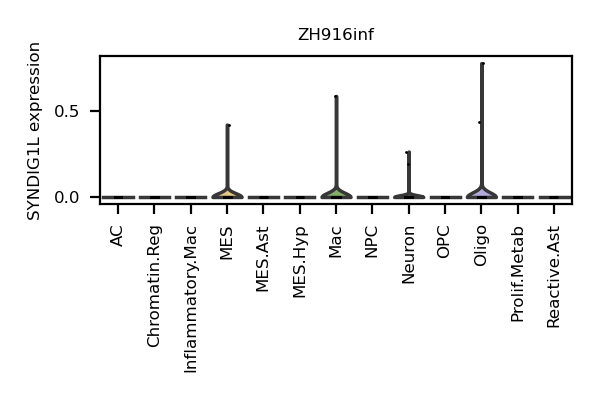 ZH916inf
SYNDIG1L expression
0.5
0.0
AC
Chromatin.Reg
Inflammatory.Mac
MES
MES.Ast
MES.Hyp
Mac
NPC
Neuron
OPC
Oligo
Prolif.Metab
Reactive.Ast